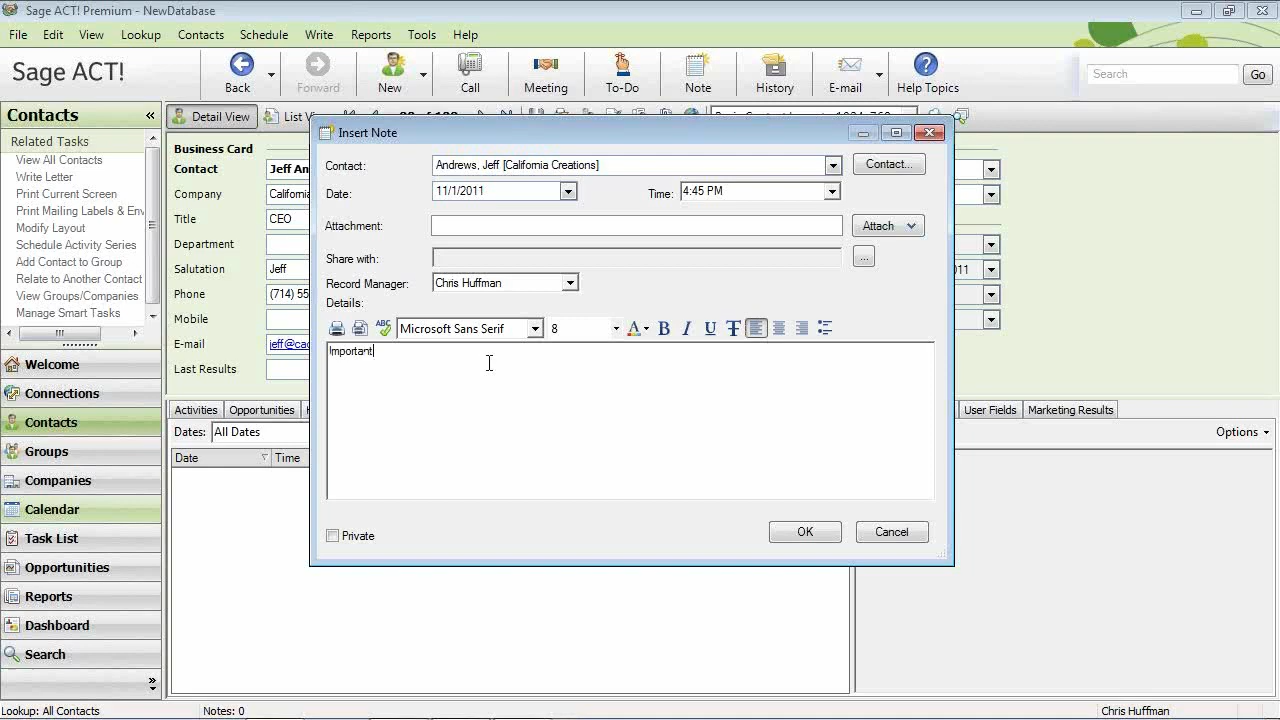 Sage ACT! Premium - NewDatabase
File Edit View Lookup Contacts Schedule Write Reports Tools Help
Sage ACT!
Back Forward New Call Meeting To-Do Note History E-mail Help Topics
Search Go
Contacts «
Detail View
Related Tasks
View All Contacts
Write Letter
Print Current Screen
Print Mailing Labels & Env
Modify Layout
Schedule Activity Series
Add Contact to Group
Relate to Another Contact
View Groups/Companies
Manage Smart Tasks
Welcome
Connections
Contacts
Groups
Companies
Calendar
Task List
Opportunities
Reports
Dashboard
Search
»
Business Card
Contact Jeff An
Company California
Title CEO
Department
Salutation Jeff
Phone (714) 55
Mobile
E-mail jeff@cac
Last Results
011
Insert Note
Contact: Andrews, Jeff [California Creations] Contact...
Date: 11/1/2011 Time: 4:45 PM
Attachment: Attach
Share with: ...
Record Manager: Chris Huffman
Details:
ABC Microsoft Sans Serif 8 A B I U T
Important
Private OK Cancel
Activities Opportunities User Fields Marketing Results
Dates: All Dates Options
Date Time
Lookup: All Contacts Notes: 0 Chris Huffman